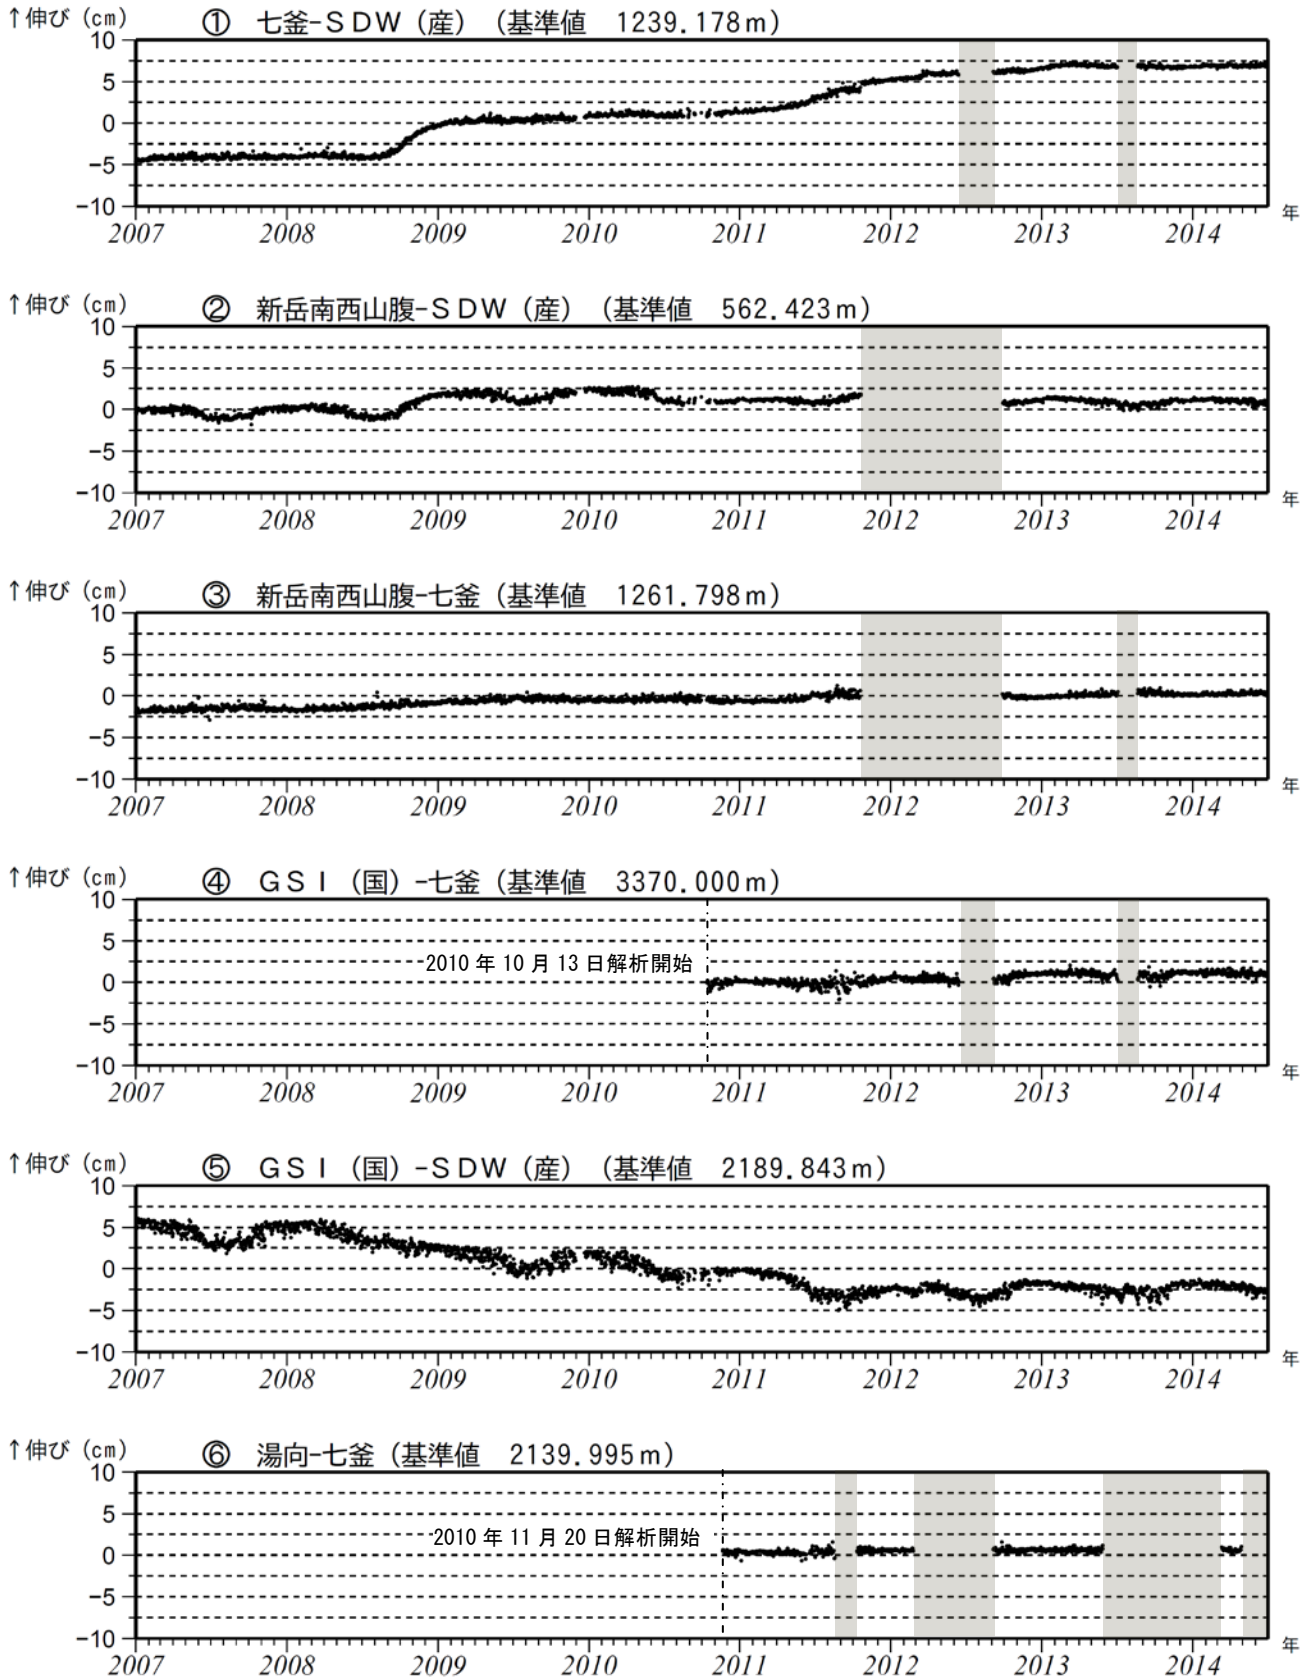 ↑伸び（cm） ① 七釜-ＳＤＷ（産）（基準値 1239.178m）
10
5
0
-5
-10
2007 2008 2009 2010 2011 2012 2013 2014 年
↑伸び（cm） ② 新岳南西山腹-ＳＤＷ（産）（基準値 562.423m）
10
5
0
-5
-10
2007 2008 2009 2010 2011 2012 2013 2014 年
↑伸び（cm） ③ 新岳南西山腹-七釜（基準値 1261.798m）
10
5
0
-5
-10
2007 2008 2009 2010 2011 2012 2013 2014 年
↑伸び（cm） ④ ＧＳＩ（国）-七釜（基準値 3370.000m）
10
5
2010 年 10 月 13 日解析開始
0
-5
-10
2007 2008 2009 2010 2011 2012 2013 2014 年
↑伸び（cm） ⑤ ＧＳＩ（国）-ＳＤＷ（産）（基準値 2189.843m）
10
5
0
-5
-10
2007 2008 2009 2010 2011 2012 2013 2014 年
↑伸び（cm） ⑥ 湯向-七釜（基準値 2139.995m）
10
5
2010 年 11 月 20 日解析開始
0
-5
-10
2007 2008 2009 2010 2011 2012 2013 2014 年